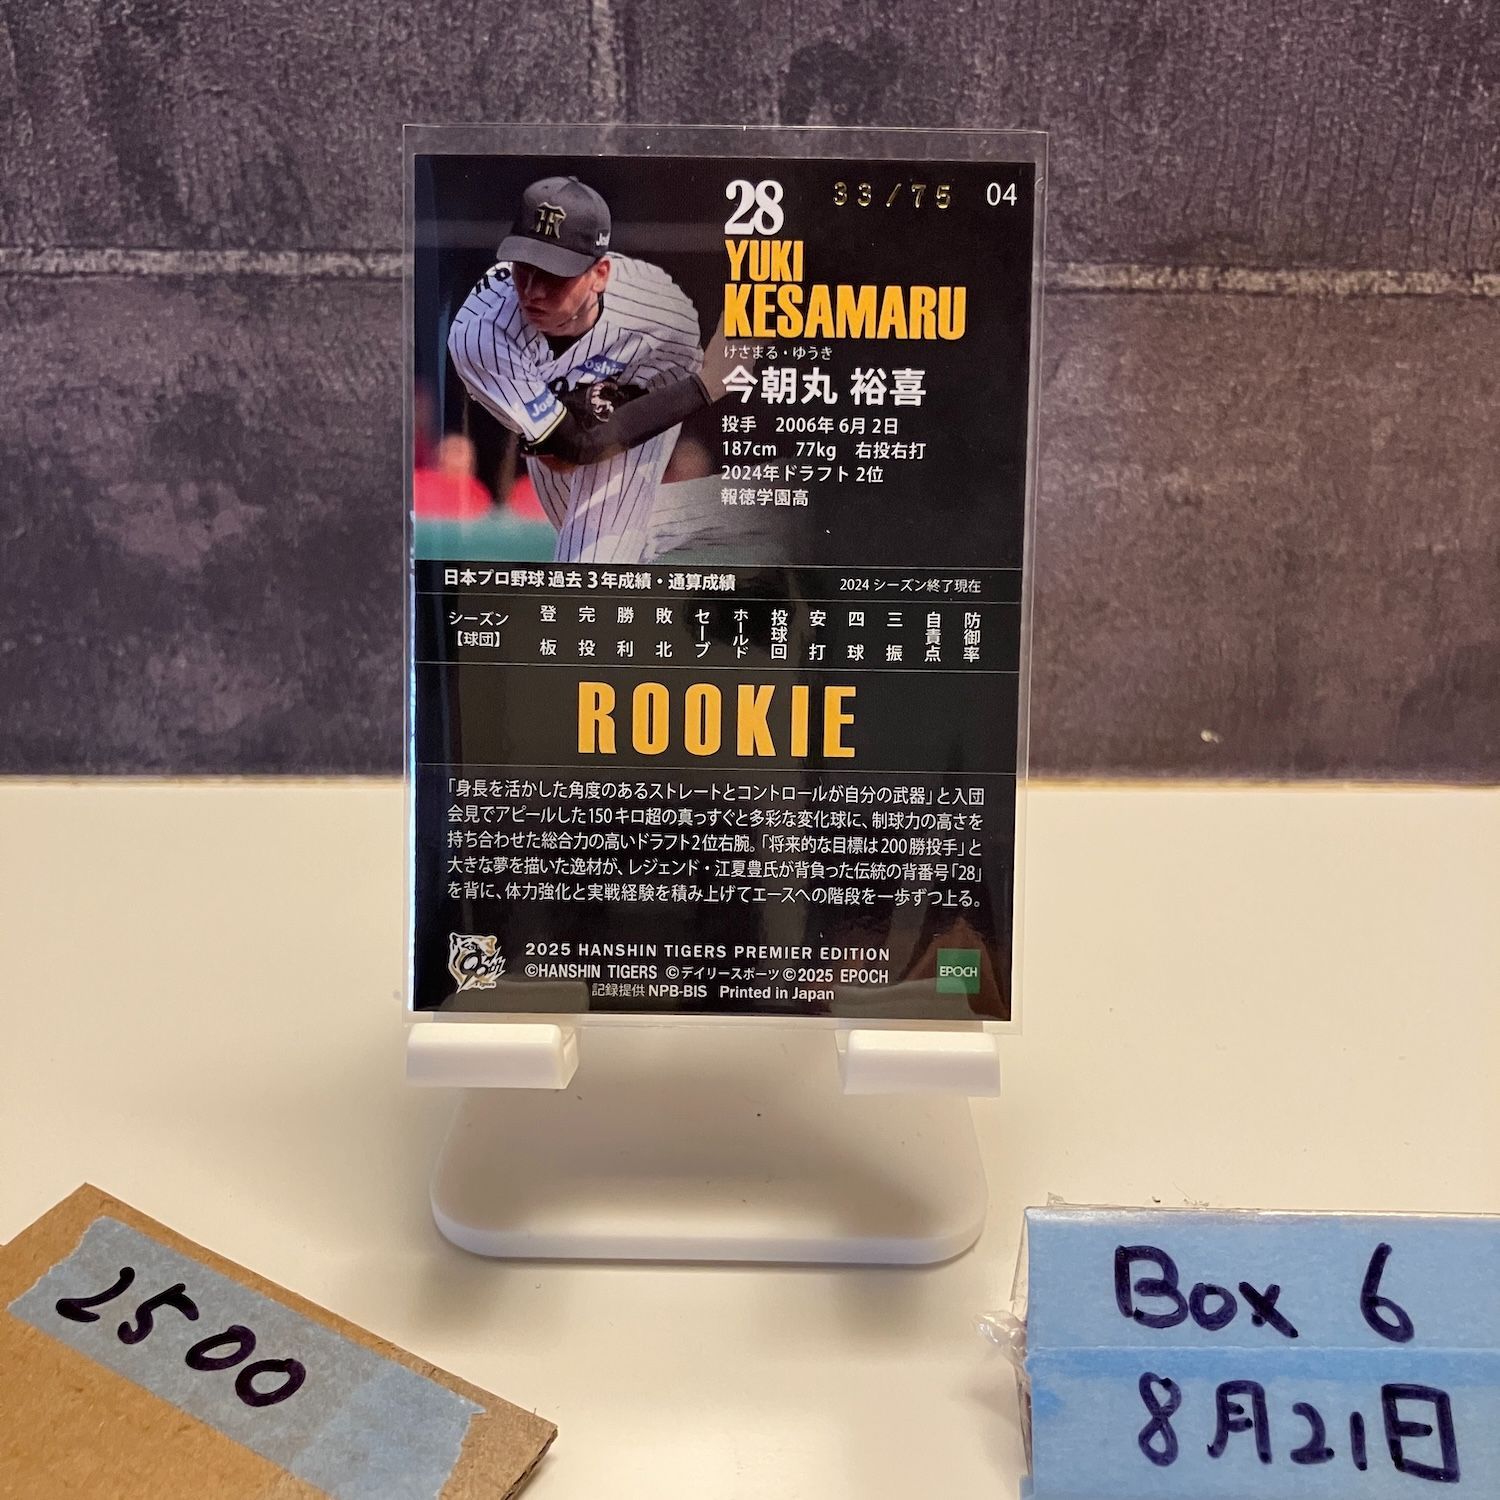 28 33/75 04
YUKI
KESAMARU
けさまる・ゆうき
今朝丸 裕喜
投手 2006年 6月 2日
187cm 77kg 右投右打
2024年ドラフト 2位
報徳学園高
日本プロ野球 過去 3年成績・通算成績 2024 シーズン終了現在
シーズン【球団】 登板 完投 勝利 敗北 セーブ ホールド 投球回 安打 四球 三振 自責点 防御率
ROOKIE
「身長を活かした角度のあるストレートとコントロールが自分の武器」と入団
会見でアピールした150キロ超の真っすぐと多彩な変化球に、制球力の高さを
持ち合わせた総合力の高いドラフト2位右腕。「将来的な目標は200勝投手」と
大きな夢を描いた逸材が、レジェンド・江夏豊氏が背負った伝統の背番号「28」
を背に、体力強化と実戦経験を積み上げてエースへの階段を一歩ずつ上る。
2025 HANSHIN TIGERS PREMIER EDITION
©HANSHIN TIGERS ©デイリースポーツ ©2025 EPOCH
記録提供 NPB-BIS Printed in Japan
EPOCH
2500
Box 6
8月21日